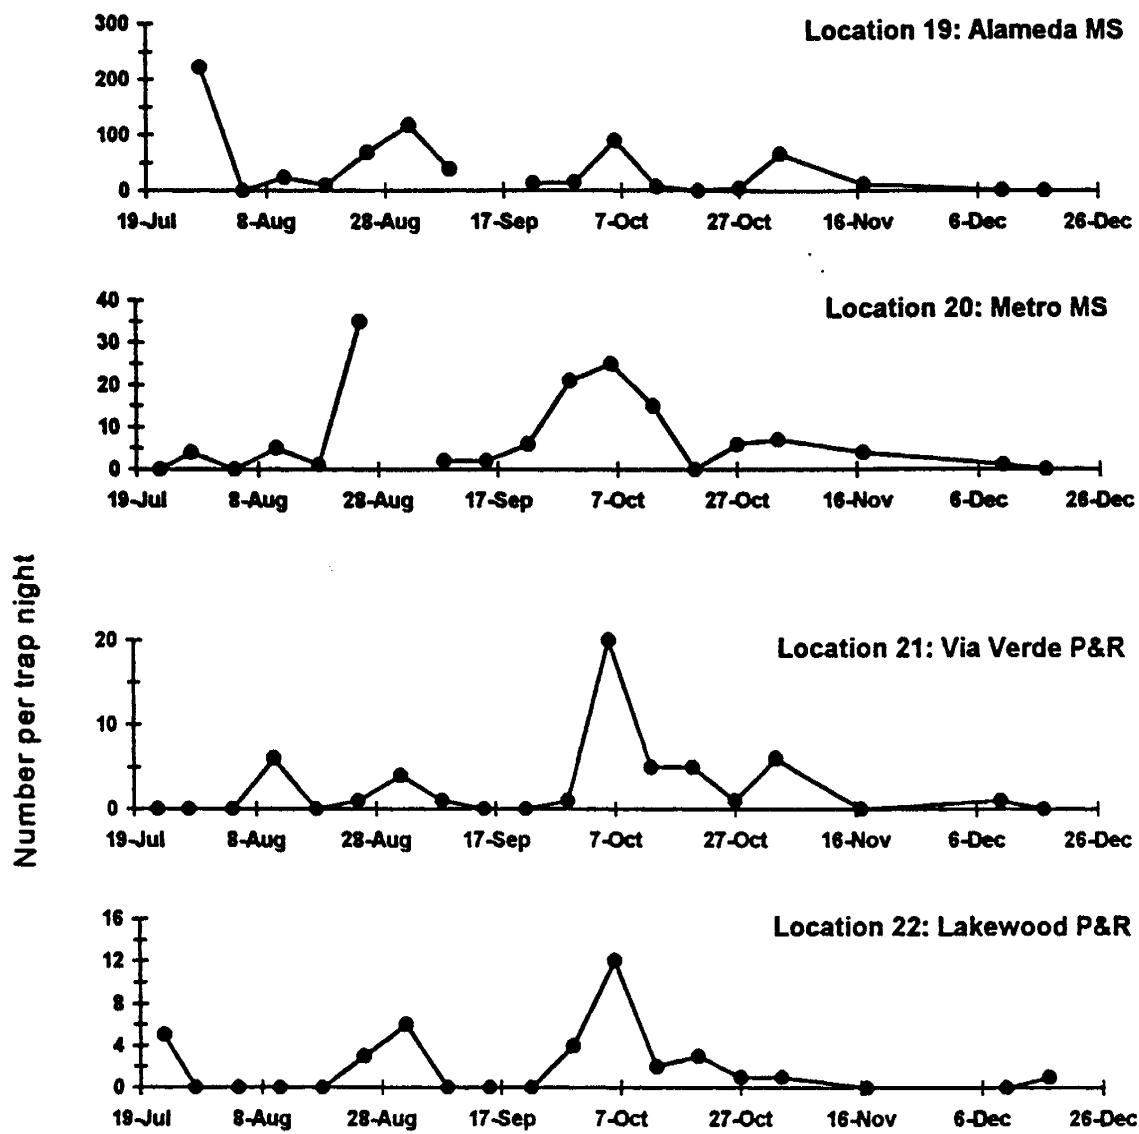 Number per trap night
Location 19: Alameda MS
300
200
100
0
19-Jul 8-Aug 28-Aug 17-Sep 7-Oct 27-Oct 16-Nov 6-Dec 26-Dec
Location 20: Metro MS
40
30
20
10
0
19-Jul 8-Aug 28-Aug 17-Sep 7-Oct 27-Oct 16-Nov 6-Dec 26-Dec
Location 21: Via Verde P&R
20
10
0
19-Jul 8-Aug 28-Aug 17-Sep 7-Oct 27-Oct 16-Nov 6-Dec 26-Dec
Location 22: Lakewood P&R
16
12
8
4
0
19-Jul 8-Aug 28-Aug 17-Sep 7-Oct 27-Oct 16-Nov 6-Dec 26-Dec